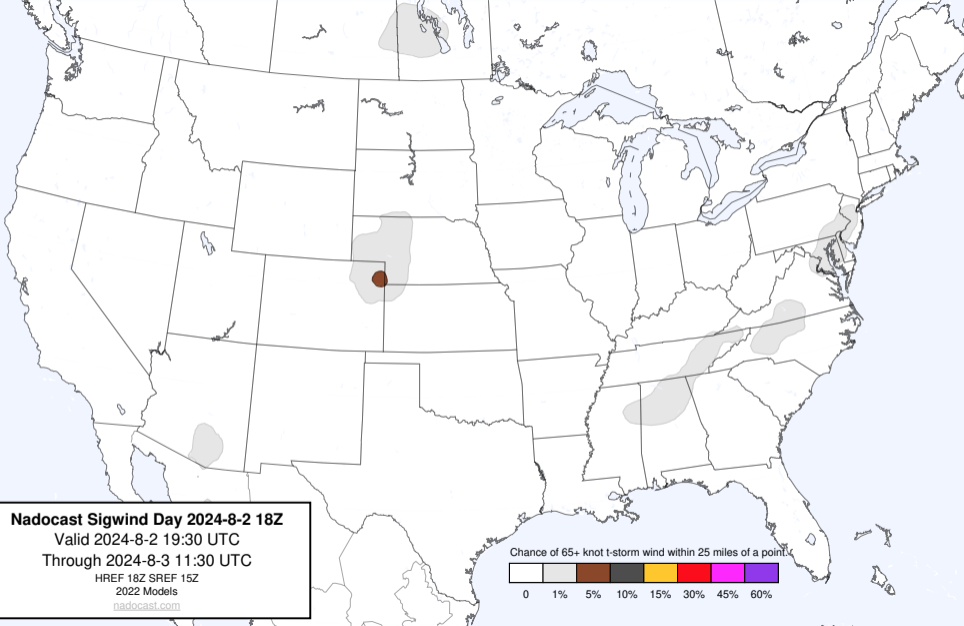 Nadocast Sigwind Day 2024-8-2 18Z
Valid 2024-8-2 19:30 UTC
Through 2024-8-3 11:30 UTC
HREF 18Z SREF 15Z
2022 Models
nadocast.com
Chance of 65+ knot t-storm wind within 25 miles of a point.
0 1% 5% 10% 15% 30% 45% 60%